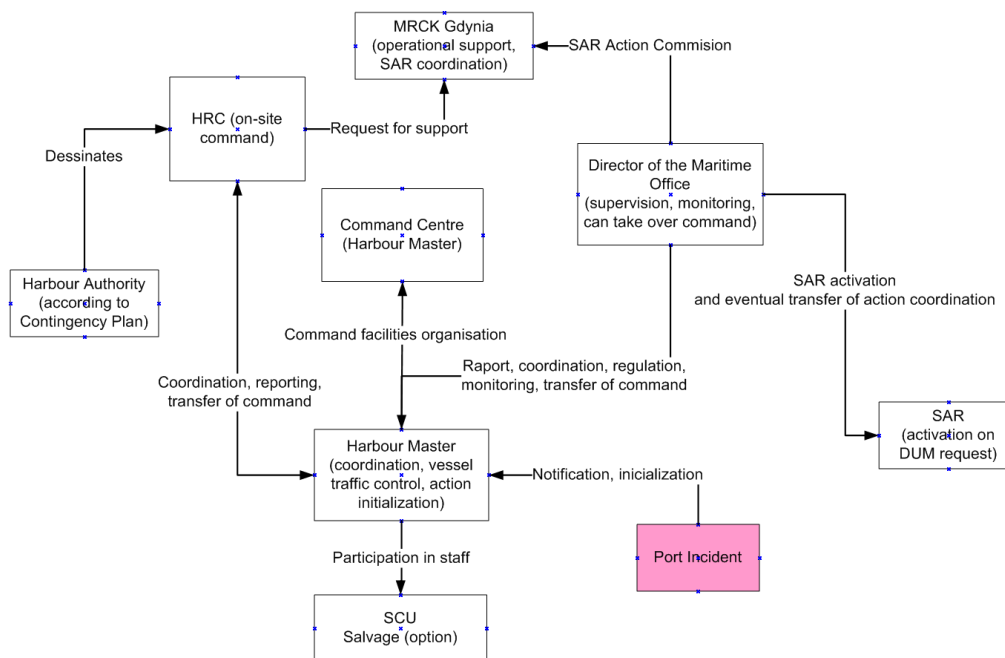 MRCK Gdynia
(operational support,
SAR coordination)
SAR Action Commision
HRC (on-site
command)
Request for support
Dessinates
Director of the Maritime
Office
(supervision, monitoring,
can take over command)
Command Centre
(Harbour Master)
Harbour Authority
(according to
Contingency Plan)
SAR activation
and eventual transfer of action coordination
Command facilities organisation
Raport, coordination, regulation,
monitoring, transfer of command
Coordination, reporting,
transfer of command
SAR
(activation on
DUM request)
Harbour Master
(coordination, vessel
traffic control, action
initialization)
Notification, inicialization
Port Incident
Participation in staff
SCU
Salvage (option)